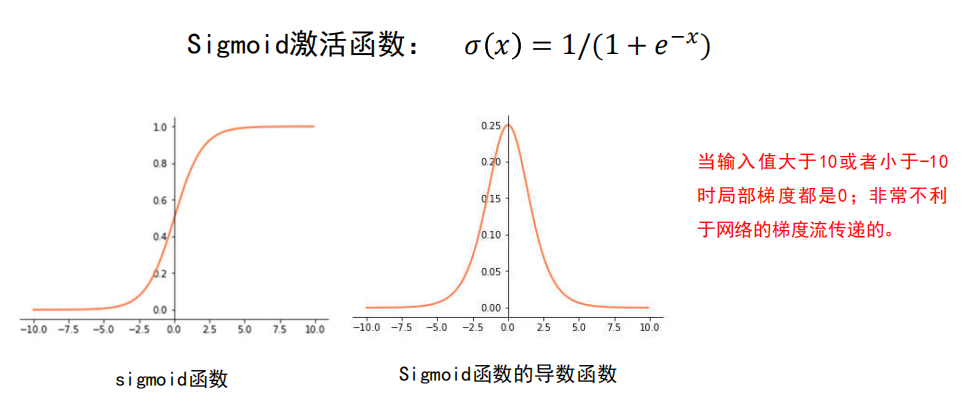 Sigmoid激活函数： σ(x) = 1/(1 + e⁻ˣ)
1.0
0.8
0.6
0.4
0.2
0.0
−10.0 −7.5 −5.0 −2.5 0.0 2.5 5.0 7.5 10.0
sigmoid函数
0.25
0.20
0.15
0.10
0.05
0.00
−10.0 −7.5 −5.0 −2.5 0.0 2.5 5.0 7.5 10.0
Sigmoid函数的导数函数
当输入值大于10或者小于-10
时局部梯度都是0；非常不利
于网络的梯度流传递的。